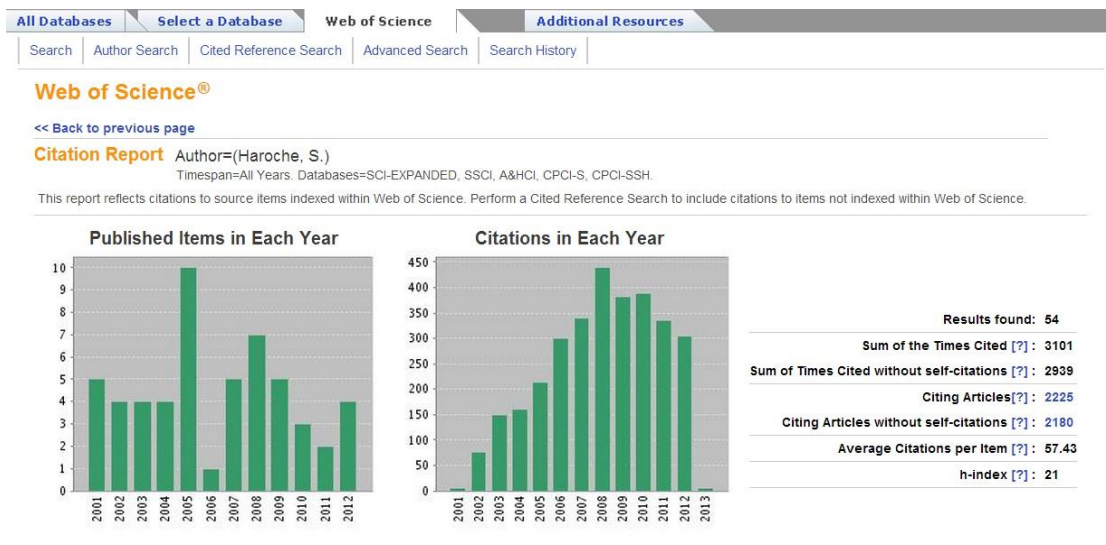 All Databases Select a Database Web of Science Additional Resources
Search Author Search Cited Reference Search Advanced Search Search History
Web of Science®
<< Back to previous page
Citation Report Author=(Haroche, S.)
Timespan=All Years. Databases=SCI-EXPANDED, SSCI, A&HCI, CPCI-S, CPCI-SSH.
This report reflects citations to source items indexed within Web of Science. Perform a Cited Reference Search to include citations to items not indexed within Web of Science.
Published Items in Each Year
10
9
8
7
6
5
4
3
2
1
0
2001 2002 2003 2004 2005 2006 2007 2008 2009 2010 2011 2012
Citations in Each Year
450
400
350
300
250
200
150
100
50
0
2001 2002 2003 2004 2005 2006 2007 2008 2009 2010 2011 2012 2013
Results found: 54
Sum of the Times Cited [?] : 3101
Sum of Times Cited without self-citations [?] : 2939
Citing Articles[?] : 2225
Citing Articles without self-citations [?] : 2180
Average Citations per Item [?] : 57.43
h-index [?] : 21